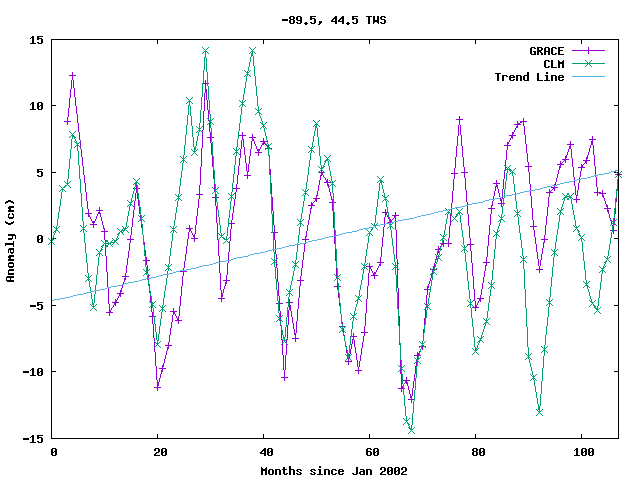 -89.5, 44.5 TWS
GRACE
CLM
Trend Line
Anomaly (cm)
15
10
5
0
-5
-10
-15
0 20 40 60 80 100
Months since Jan 2002